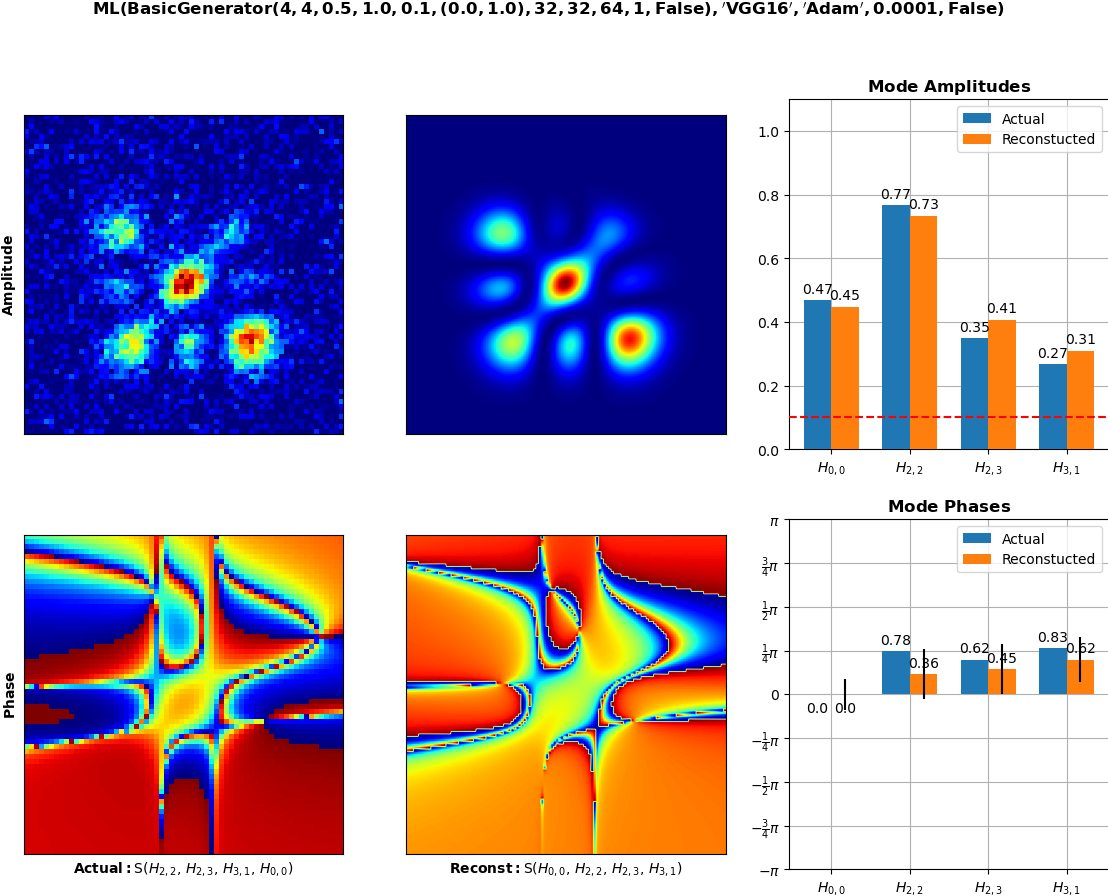 ML(BasicGenerator(4, 4, 0.5, 1.0, 0.1, (0.0, 1.0), 32, 32, 64, 1, False), ′VGG16′, ′Adam′, 0.0001, False)
Amplitude
Mode Amplitudes
Actual
Reconstucted
1.0
0.8
0.6
0.4
0.2
0.0
0.47
0.45
0.77
0.73
0.35
0.41
0.27
0.31
H0,0
H2,2
H2,3
H3,1
Phase
Actual: S(H2,2, H2,3, H3,1, H0,0)
Reconst: S(H0,0, H2,2, H2,3, H3,1)
Mode Phases
Actual
Reconstucted
π
3/4π
1/2π
1/4π
0
−1/4π
−1/2π
−3/4π
−π
0.0
0.0
0.78
0.36
0.62
0.45
0.83
0.62
H0,0
H2,2
H2,3
H3,1